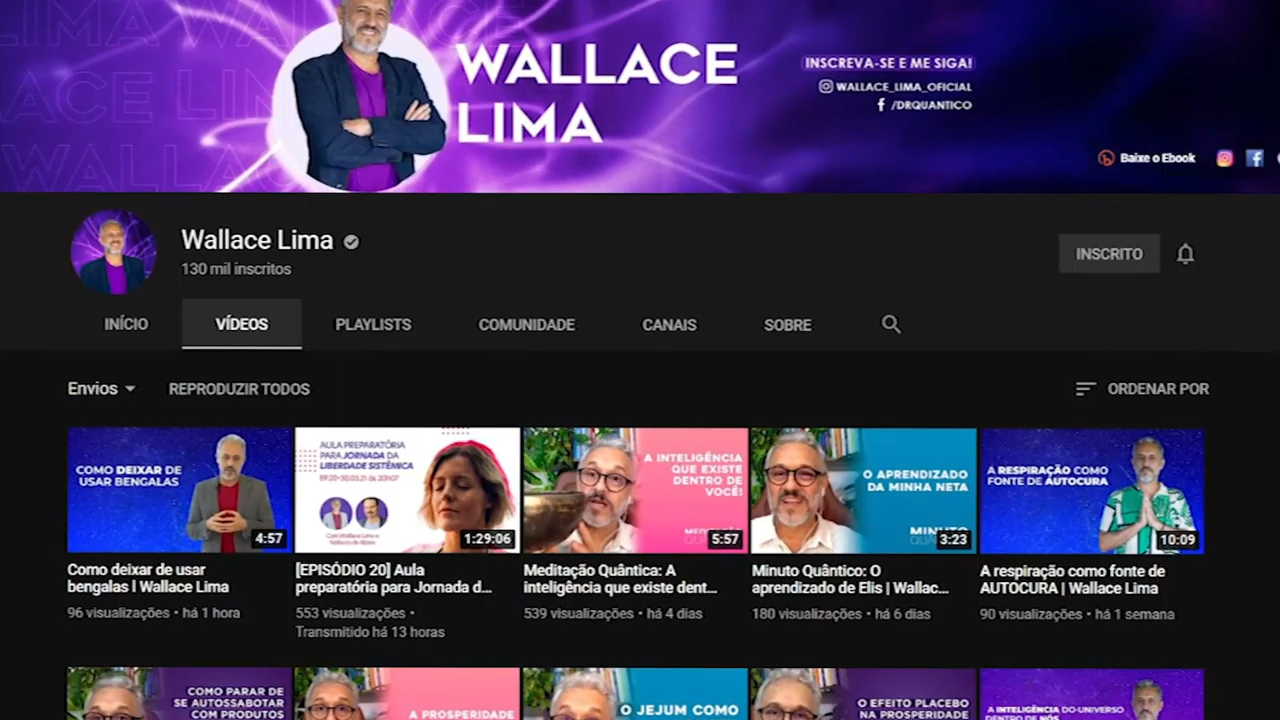 WALLACE
LIMA
INSCREVA-SE E ME SIGA!
WALLACE_LIMA_OFICIAL
/DRQUANTICO
Baixe o Ebook
Wallace Lima
130 mil inscritos
INSCRITO
INÍCIO
VÍDEOS
PLAYLISTS
COMUNIDADE
CANAIS
SOBRE
Envios
REPRODUZIR TODOS
ORDENAR POR
COMO DEIXAR DE
USAR BENGALAS
4:57
AULA PREPARATÓRIA
PARA JORNADA DA
LIBERDADE SISTÊMICA
EP.20-30.03.21 às 20h07
1:29:06
A INTELIGÊNCIA
QUE EXISTE
DENTRO DE
VOCÊ!
5:57
O APRENDIZADO
DA MINHA NETA
MINUTO
3:23
A RESPIRAÇÃO COMO
FONTE DE AUTOCURA
10:09
Como deixar de usar
bengalas | Wallace Lima
96 visualizações • há 1 hora
[EPISÓDIO 20] Aula
preparatória para Jornada d...
553 visualizações •
Transmitido há 13 horas
Meditação Quântica: A
inteligência que existe dent...
539 visualizações • há 4 dias
Minuto Quântico: O
aprendizado de Elis | Wallac...
180 visualizações • há 6 dias
A respiração como fonte de
AUTOCURA | Wallace Lima
90 visualizações • há 1 semana
COMO PARAR DE
SE AUTOSSABOTAR
COM PRODUTOS
A PROSPERIDADE
O JEJUM COMO
O EFEITO PLACEBO
NA PROSPERIDADE
A INTELIGÊNCIA DO UNIVERSO
DENTRO DE NÓS